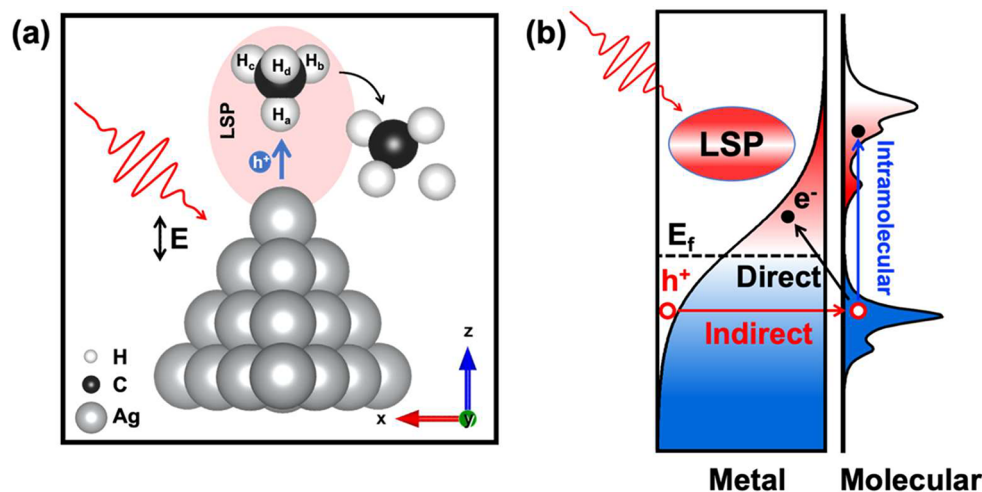 (a)
Hc
Hd
Hb
Ha
LSP
h+
E
H
C
Ag
z
x
y
(b)
LSP
e-
Ef
h+
Direct
Indirect
Intramolecular
Metal
Molecular